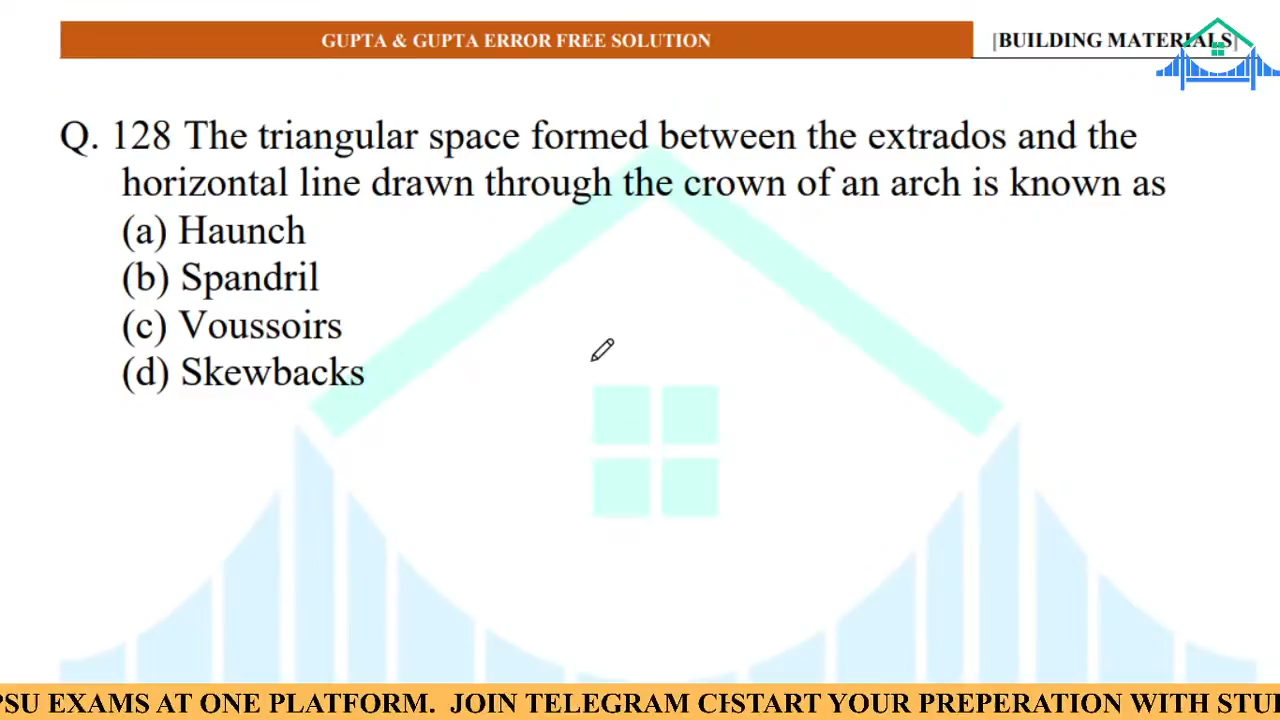 GUPTA & GUPTA ERROR FREE SOLUTION
[BUILDING MATERIALS]
Q. 128 The triangular space formed between the extrados and the
horizontal line drawn through the crown of an arch is known as
(a) Haunch
(b) Spandril
(c) Voussoirs
(d) Skewbacks
PSU EXAMS AT ONE PLATFORM. JOIN TELEGRAM START YOUR PREPERATION WITH